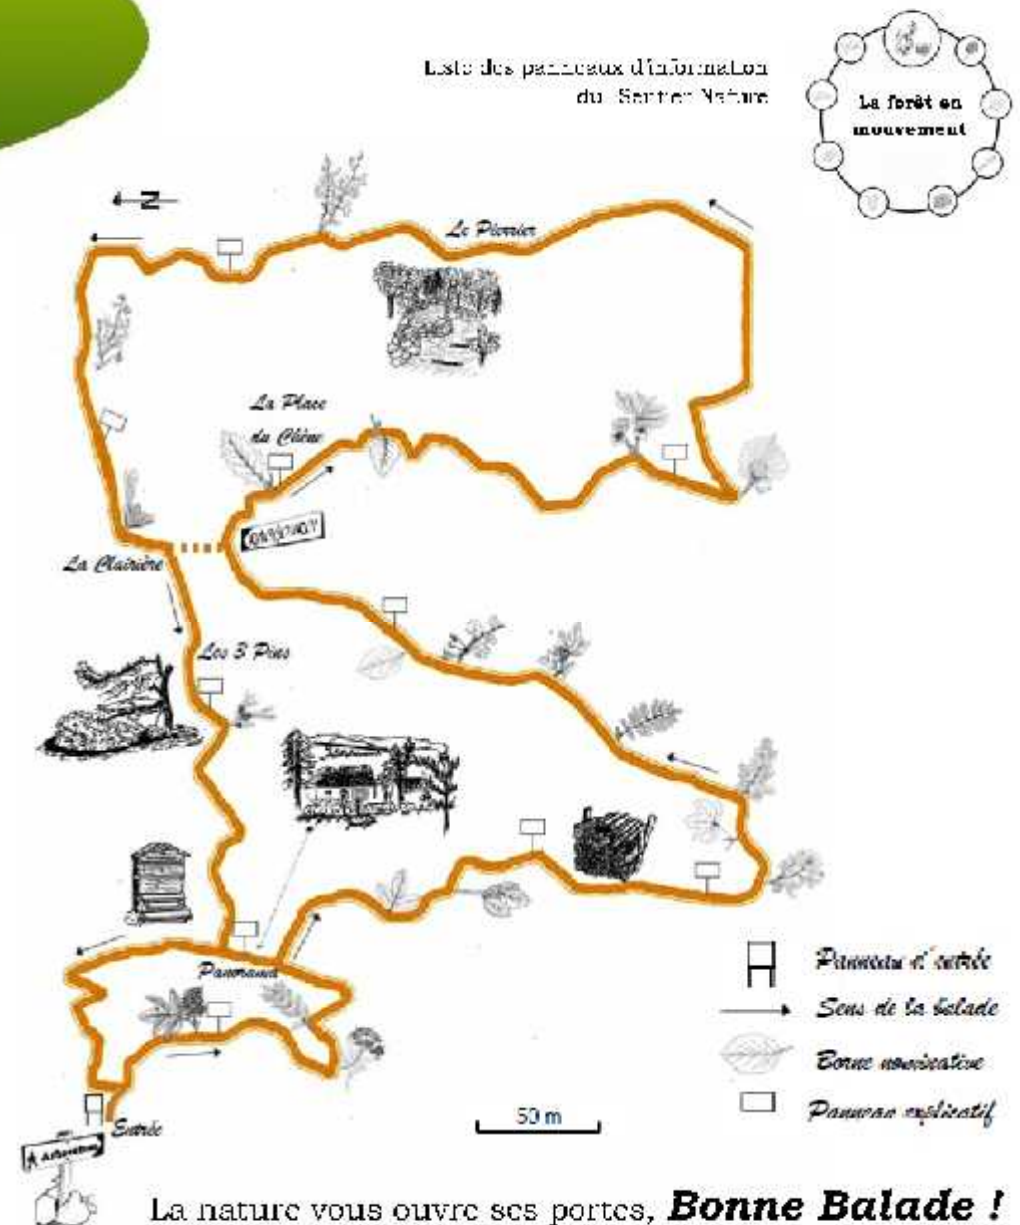 Liste des panneaux d'information
du Sentier Nature
La forêt en
mouvement
N
Le Pierrier
La Place
du Chêne
La Clairière
Les 3 Pins
Panorama
Panneau d'entrée
Sens de la balade
Borne nominative
Panneau explicatif
50 m
Entrée
Arboretum
La nature vous ouvre ses portes, Bonne Balade !